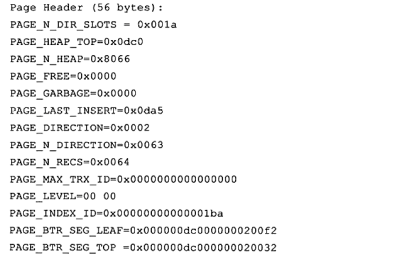 Page Header (56 bytes):
PAGE_N_DIR_SLOTS = 0x001a
PAGE_HEAP_TOP=0x0dc0
PAGE_N_HEAP=0x8066
PAGE_FREE=0x0000
PAGE_GARBAGE=0x0000
PAGE_LAST_INSERT=0x0da5
PAGE_DIRECTION=0x0002
PAGE_N_DIRECTION=0x0063
PAGE_N_RECS=0x0064
PAGE_MAX_TRX_ID=0x0000000000000000
PAGE_LEVEL=00 00
PAGE_INDEX_ID=0x00000000000001ba
PAGE_BTR_SEG_LEAF=0x000000dc0000000200f2
PAGE_BTR_SEG_TOP =0x000000dc000000020032